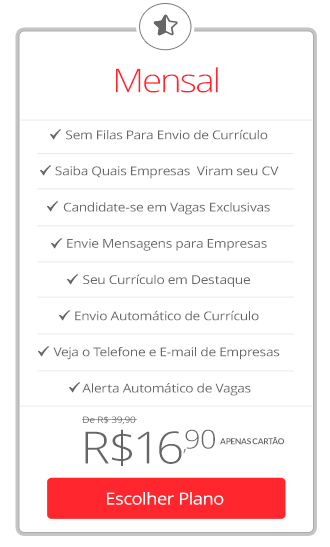 Mensal
Sem Filas Para Envio de Currículo
Saiba Quais Empresas Viram seu CV
Candidate-se em Vagas Exclusivas
Envie Mensagens para Empresas
Seu Currículo em Destaque
Envio Automático de Currículo
Veja o Telefone e E-mail de Empresas
Alerta Automático de Vagas
De R$ 39,90
R$16,90 APENAS CARTÃO
Escolher Plano